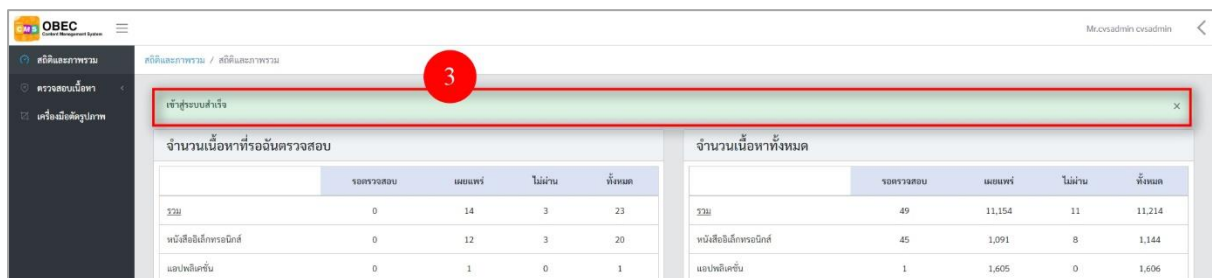 CMS OBEC
Content Management System
Mr.cvsadmin cvsadmin
สถิติและภาพรวม
สถิติและภาพรวม / สถิติและภาพรวม
3
ตรวจสอบเนื้อหา
เครื่องมือตัดรูปภาพ
เข้าสู่ระบบสำเร็จ ×
จำนวนเนื้อหาที่รอฉันตรวจสอบ
รอตรวจสอบ เผยแพร่ ไม่ผ่าน ทั้งหมด
รวม 0 14 3 23
หนังสืออิเล็กทรอนิกส์ 0 12 3 20
แอปพลิเคชั่น 0 1 0 1
จำนวนเนื้อหาทั้งหมด
รอตรวจสอบ เผยแพร่ ไม่ผ่าน ทั้งหมด
รวม 49 11,154 11 11,214
หนังสืออิเล็กทรอนิกส์ 45 1,091 8 1,144
แอปพลิเคชั่น 1 1,605 0 1,606